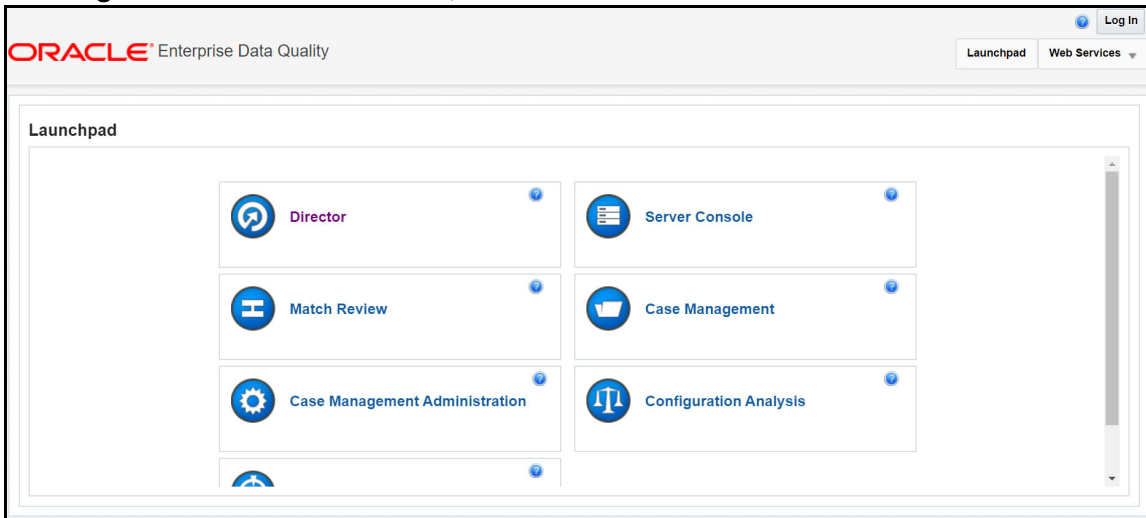 Log In
ORACLE Enterprise Data Quality
Launchpad Web Services
Launchpad
Director Server Console
Match Review Case Management
Case Management Administration Configuration Analysis